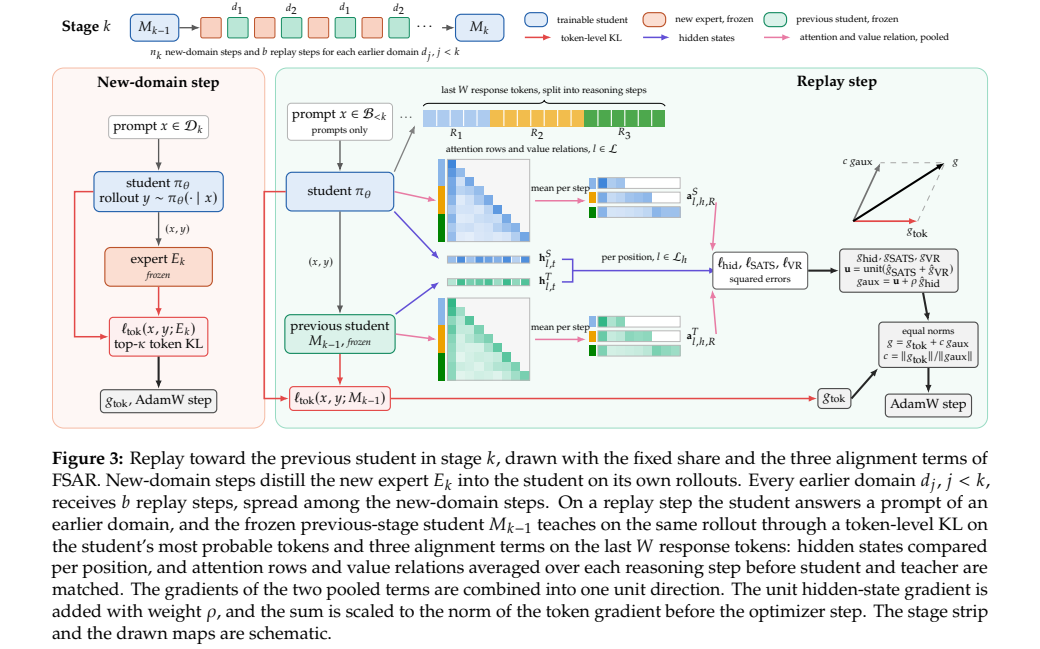 Stage k
M_{k−1}
d_1
d_2
d_1
d_2
···
M_k
n_k new-domain steps and b replay steps for each earlier domain d_j, j < k
trainable student
new expert, frozen
previous student, frozen
token-level KL
hidden states
attention and value relation, pooled
New-domain step
prompt x ∈ 𝒟_k
student π_θ
rollout y ∼ π_θ(· | x)
(x, y)
expert E_k
frozen
ℓ_tok(x, y; E_k)
top-κ token KL
g_tok, AdamW step
Replay step
prompt x ∈ ℬ_{<k}
prompts only
···
last W response tokens, split into reasoning steps
R_1
R_2
R_3
attention rows and value relations, l ∈ ℒ
student π_θ
mean per step
a^S_{l,h,R}
(x, y)
h^S_{l,t}
h^T_{l,t}
per position, l ∈ ℒ_h
previous student
M_{k−1}, frozen
mean per step
a^T_{l,h,R}
ℓ_tok(x, y; M_{k−1})
ℓ_hid, ℓ_SATS, ℓ_VR
squared errors
c g_aux
g
g_tok
g_hid, g_SATS, g_VR
u = unit(ĝ_SATS + ĝ_VR)
g_aux = u + ρ ĝ_hid
equal norms
g = g_tok + c g_aux
c = ∥g_tok∥/∥g_aux∥
g_tok
AdamW step
Figure 3: Replay toward the previous student in stage k, drawn with the fixed share and the three alignment terms of
FSAR. New-domain steps distill the new expert E_k into the student on its own rollouts. Every earlier domain d_j, j < k,
receives b replay steps, spread among the new-domain steps. On a replay step the student answers a prompt of an
earlier domain, and the frozen previous-stage student M_{k−1} teaches on the same rollout through a token-level KL on
the student's most probable tokens and three alignment terms on the last W response tokens: hidden states compared
per position, and attention rows and value relations averaged over each reasoning step before student and teacher are
matched. The gradients of the two pooled terms are combined into one unit direction. The unit hidden-state gradient is
added with weight ρ, and the sum is scaled to the norm of the token gradient before the optimizer step. The stage strip
and the drawn maps are schematic.